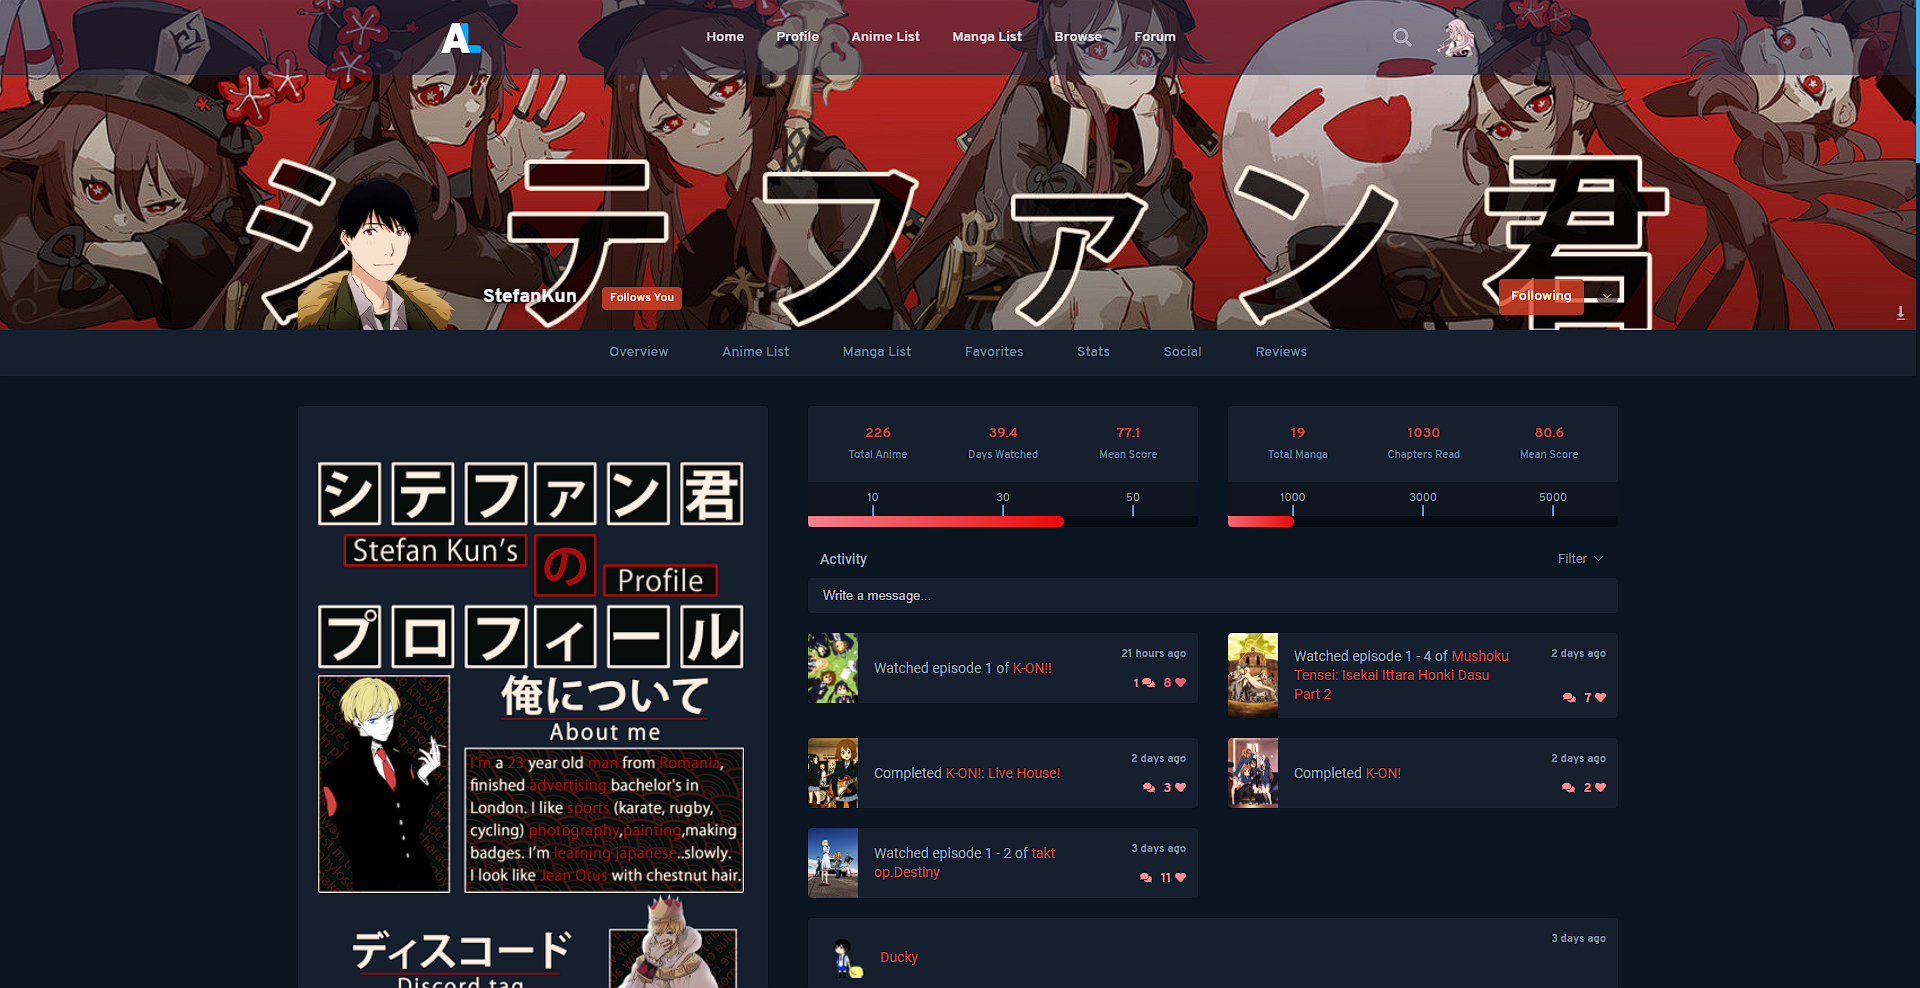 AL
Home Profile Anime List Manga List Browse Forum
シテファン君
StefanKun Follows You
Following
Overview Anime List Manga List Favorites Stats Social Reviews
シテファン君
Stefan Kun's
の
Profile
プロフィール
俺について
About me
I'm a 23 year old man from Romania,
finished advertising bachelor's in
London. I like sports (karate, rugby,
cycling) photography,painting,making
badges. I'm learning japanese..slowly.
I look like Jean Otus with chestnut hair.
ディスコード
Discord tag
226 39.4 77.1
Total Anime Days Watched Mean Score
10 30 50
19 1030 80.6
Total Manga Chapters Read Mean Score
1000 3000 5000
Activity
Filter
Write a message...
Watched episode 1 of K-ON!!
21 hours ago
1 8
Watched episode 1 - 4 of Mushoku
Tensei: Isekai Ittara Honki Dasu
Part 2
2 days ago
7
Completed K-ON!: Live House!
2 days ago
3
Completed K-ON!
2 days ago
2
Watched episode 1 - 2 of takt
op.Destiny
3 days ago
11
Ducky
3 days ago